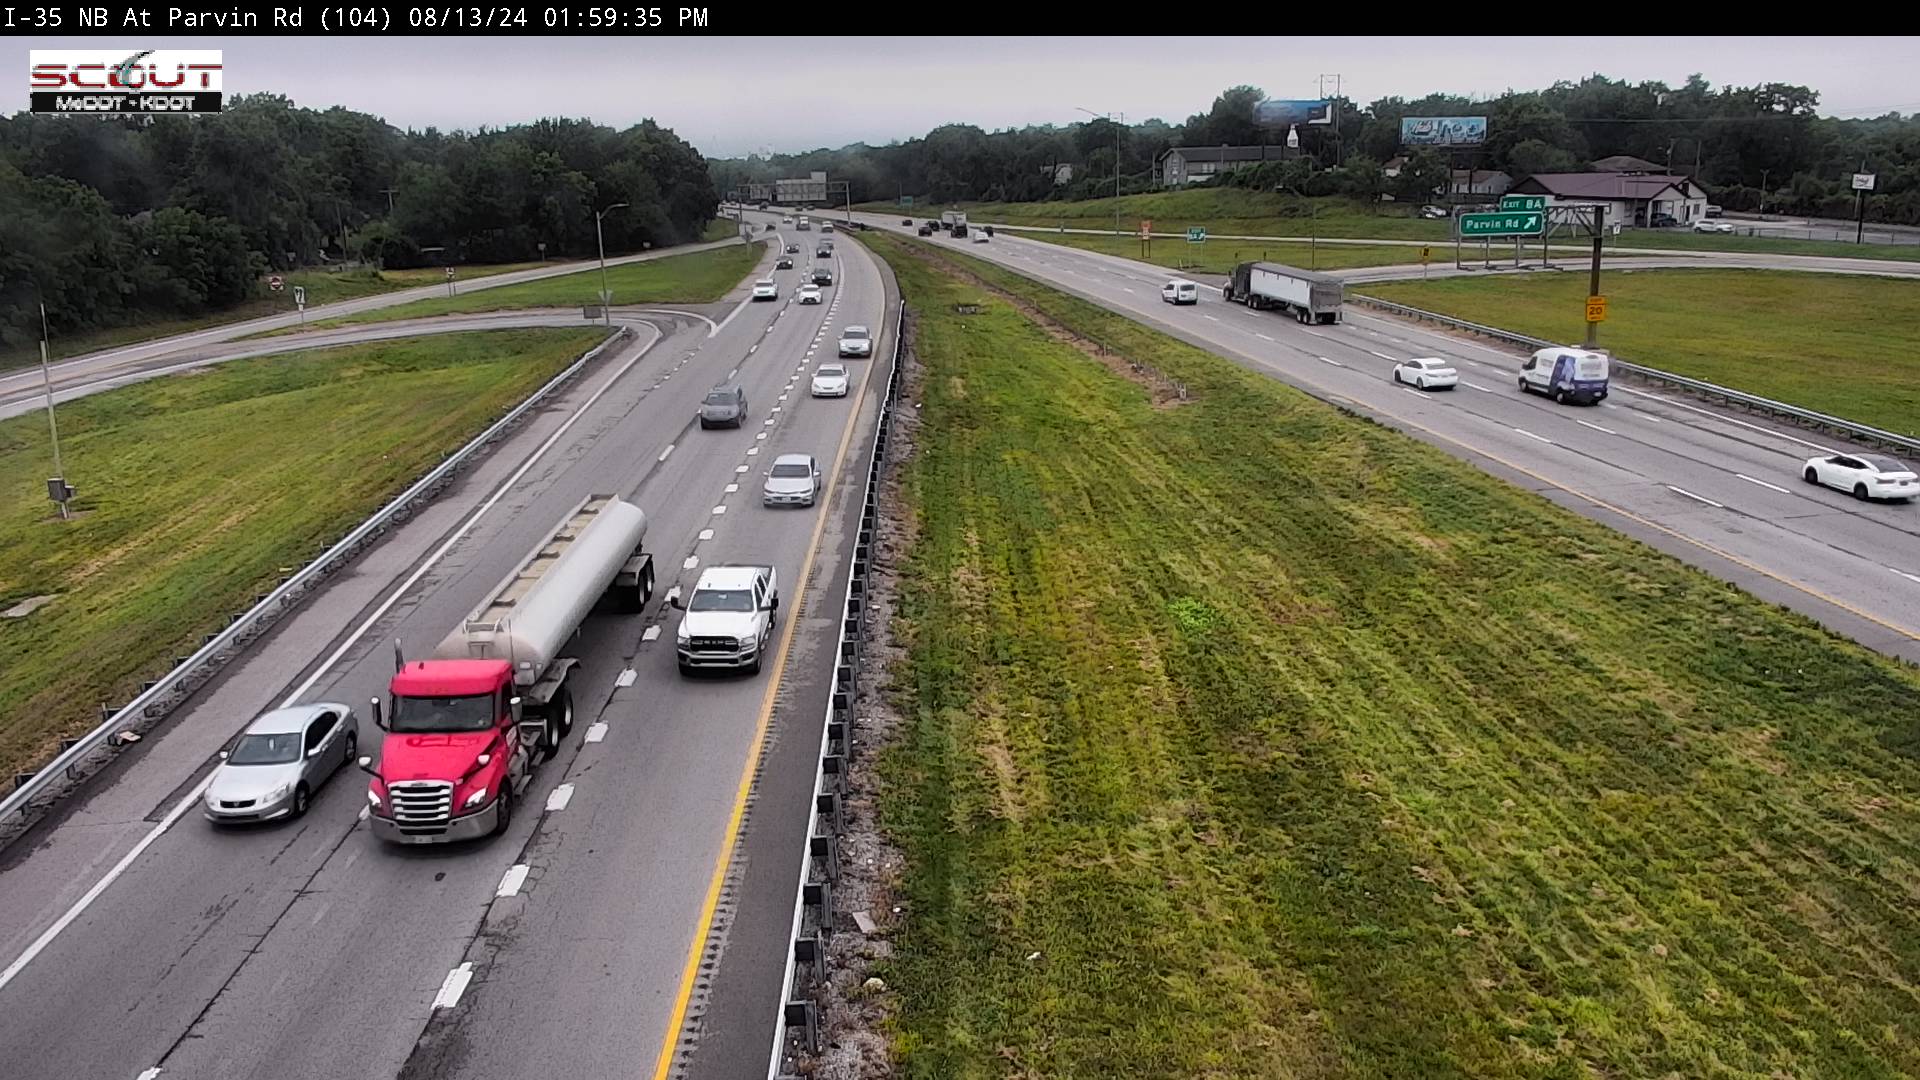 I-35 NB At Parvin Rd (104) 08/13/24 01:59:35 PM
SCOUT
MoDOT - KDOT
EXIT 8A
Parvin Rd
20
RAM